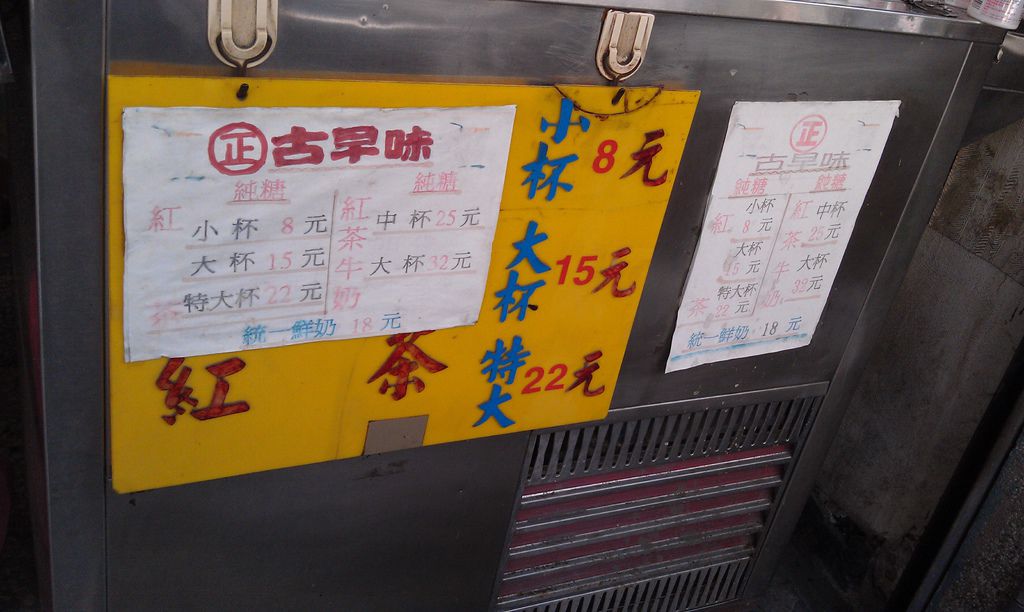 正 古早味
純糖 純糖
紅茶
小杯 8元
大杯 15元
特大杯 22元
紅茶牛奶
中杯 25元
大杯 32元
統一鮮奶 18元
紅茶
小杯 8元
大杯 15元
特大 22元
正
古早味
純糖 純糖
紅茶
小杯
8元
大杯
15元
特大杯
22元
紅茶牛奶
中杯
25元
大杯
32元
統一鮮奶 18元